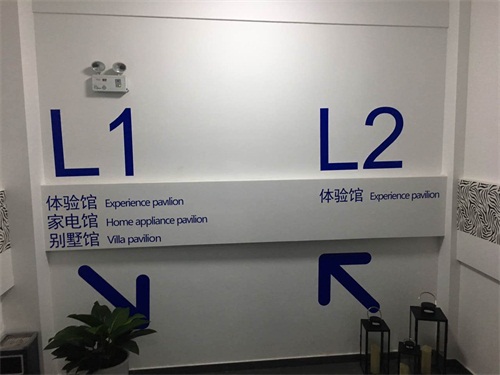 L1
L2
体验馆 Experience pavilion
家电馆 Home appliance pavilion
别墅馆 Villa pavilion
体验馆 Experience pavilion